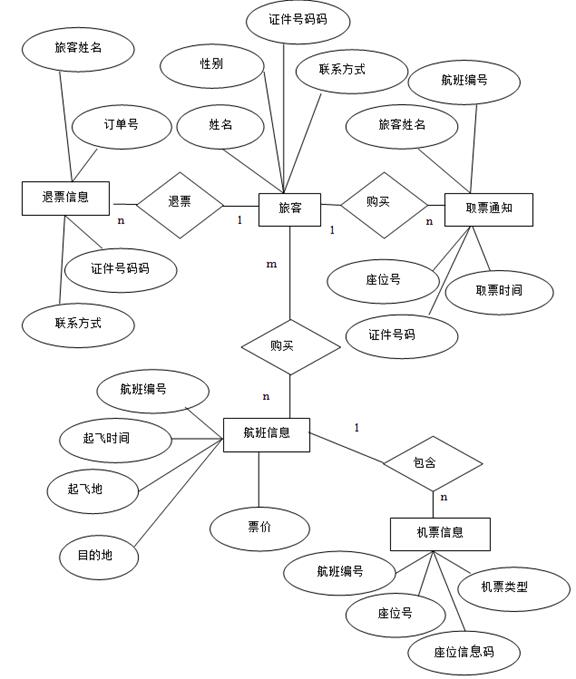 证件号码码
旅客姓名
性别
联系方式
航班编号
订单号
姓名
旅客姓名
退票信息
退票
旅客
购买
取票通知
n
1
1
n
证件号码码
m
座位号
取票时间
联系方式
证件号码
购买
航班编号
n
起飞时间
航班信息
1
包含
起飞地
n
票价
机票信息
目的地
航班编号
机票类型
座位号
座位信息码